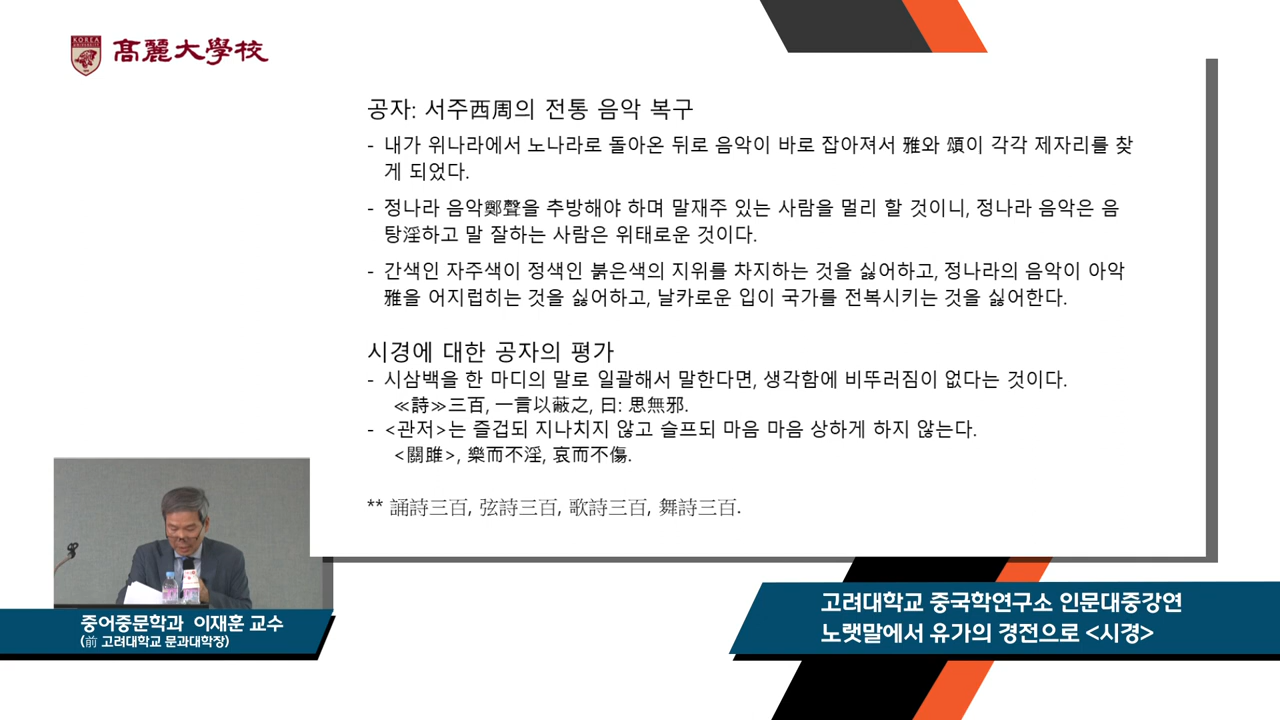 KOREA
UNIVERSITY
髙麗大學校
공자: 서주西周의 전통 음악 복구
- 내가 위나라에서 노나라로 돌아온 뒤로 음악이 바로 잡아져서 雅와 頌이 각각 제자리를 찾
게 되었다.
- 정나라 음악鄭聲을 추방해야 하며 말재주 있는 사람을 멀리 할 것이니, 정나라 음악은 음
탕淫하고 말 잘하는 사람은 위태로운 것이다.
- 간색인 자주색이 정색인 붉은색의 지위를 차지하는 것을 싫어하고, 정나라의 음악이 아악
雅을 어지럽히는 것을 싫어하고, 날카로운 입이 국가를 전복시키는 것을 싫어한다.
시경에 대한 공자의 평가
- 시삼백을 한 마디의 말로 일괄해서 말한다면, 생각함에 비뚜러짐이 없다는 것이다.
≪詩≫三百, 一言以蔽之, 曰: 思無邪.
- <관저>는 즐겁되 지나치지 않고 슬프되 마음 마음 상하게 하지 않는다.
<關雎>, 樂而不淫, 哀而不傷.
** 誦詩三百, 弦詩三百, 歌詩三百, 舞詩三百.
중어중문학과 이재훈 교수
(前 고려대학교 문과대학장)
고려대학교 중국학연구소 인문대중강연
노랫말에서 유가의 경전으로 <시경>